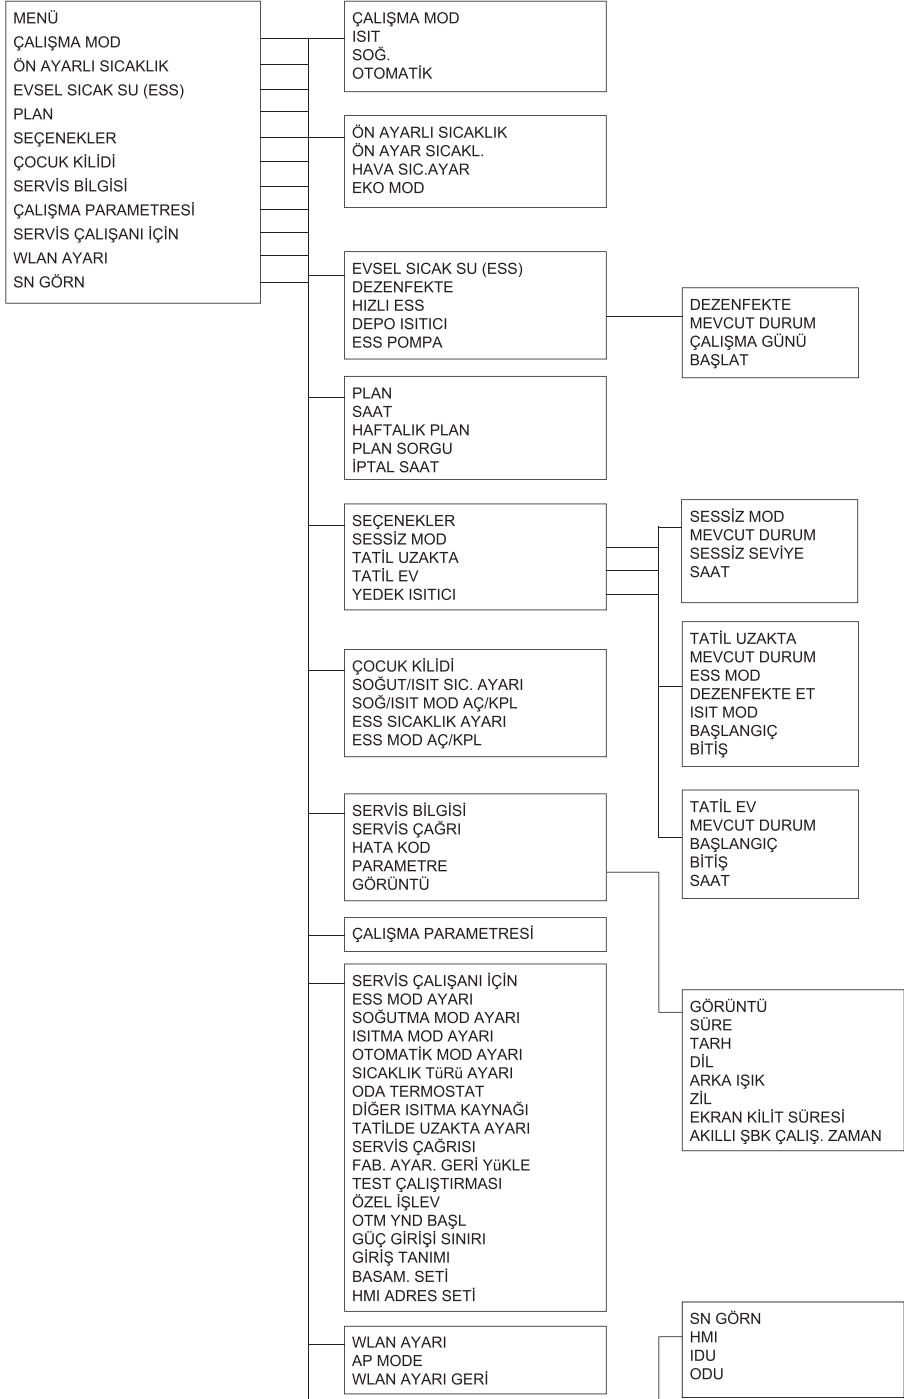 MENÜ
ÇALIŞMA MOD
ÖN AYARLI SICAKLIK
EVSEL SICAK SU (ESS)
PLAN
SEÇENEKLER
ÇOCUK KİLİDİ
SERVİS BİLGİSİ
ÇALIŞMA PARAMETRESİ
SERVİS ÇALIŞANI İÇİN
WLAN AYARI
SN GÖRN
ÇALIŞMA MOD
ISIT
SOĞ.
OTOMATİK
ÖN AYARLI SICAKLIK
ÖN AYAR SICAKL.
HAVA SIC.AYAR
EKO MOD
EVSEL SICAK SU (ESS)
DEZENFEKTE
HIZLI ESS
DEPO ISITICI
ESS POMPA
DEZENFEKTE
MEVCUT DURUM
ÇALIŞMA GÜNÜ
BAŞLAT
PLAN
SAAT
HAFTALIK PLAN
PLAN SORGU
İPTAL SAAT
SEÇENEKLER
SESSİZ MOD
TATİL UZAKTA
TATİL EV
YEDEK ISITICI
SESSİZ MOD
MEVCUT DURUM
SESSİZ SEVİYE
SAAT
TATİL UZAKTA
MEVCUT DURUM
ESS MOD
DEZENFEKTE ET
ISIT MOD
BAŞLANGIÇ
BİTİŞ
TATİL EV
MEVCUT DURUM
BAŞLANGIÇ
BİTİŞ
SAAT
ÇOCUK KİLİDİ
SOĞUT/ISIT SIC. AYARI
SOĞ/ISIT MOD AÇ/KPL
ESS SICAKLIK AYARI
ESS MOD AÇ/KPL
SERVİS BİLGİSİ
SERVİS ÇAĞRI
HATA KOD
PARAMETRE
GÖRÜNTÜ
ÇALIŞMA PARAMETRESİ
SERVİS ÇALIŞANI İÇİN
ESS MOD AYARI
SOĞUTMA MOD AYARI
ISITMA MOD AYARI
OTOMATİK MOD AYARI
SICAKLIK TüRü AYARI
ODA TERMOSTAT
DİĞER ISITMA KAYNAĞI
TATİLDE UZAKTA AYARI
SERVİS ÇAĞRISI
FAB. AYAR. GERİ YüKLE
TEST ÇALIŞTIRMASI
ÖZEL İŞLEV
OTM YND BAŞL
GÜÇ GİRİŞİ SINIRI
GİRİŞ TANIMI
BASAM. SETİ
HMI ADRES SETİ
GÖRÜNTÜ
SÜRE
TARH
DİL
ARKA IŞIK
ZİL
EKRAN KİLİT SÜRESİ
AKILLI ŞBK ÇALIŞ. ZAMAN
WLAN AYARI
AP MODE
WLAN AYARI GERİ
SN GÖRN
HMI
IDU
ODU